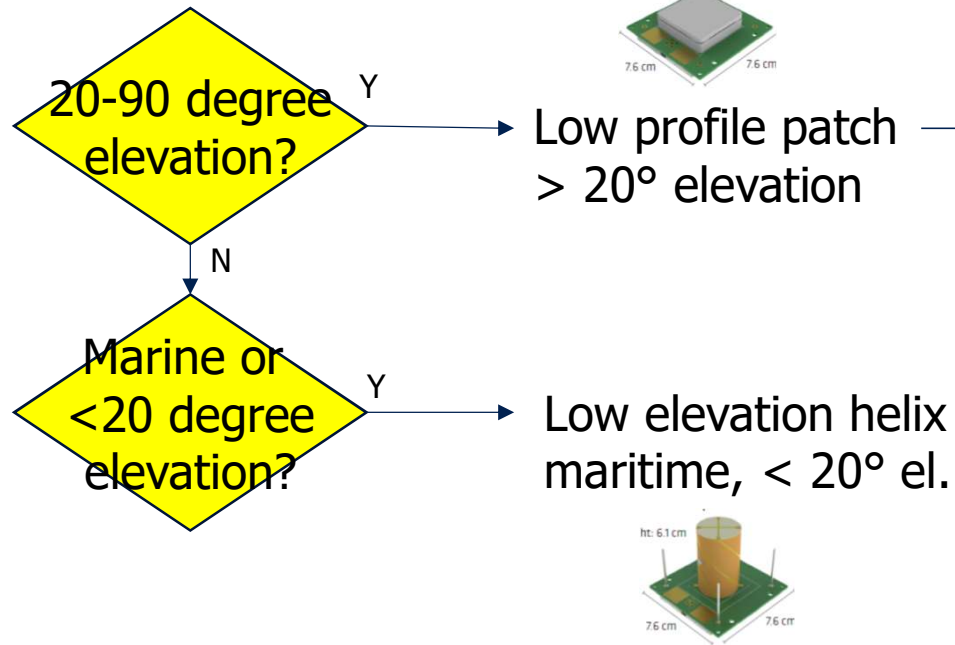 7.6 cm
7.6 cm
20-90 degree
elevation?
Y
Low profile patch
> 20° elevation
N
Marine or
<20 degree
elevation?
Y
Low elevation helix
maritime, < 20° el.
ht: 6.1 cm
7.6 cm
7.6 cm